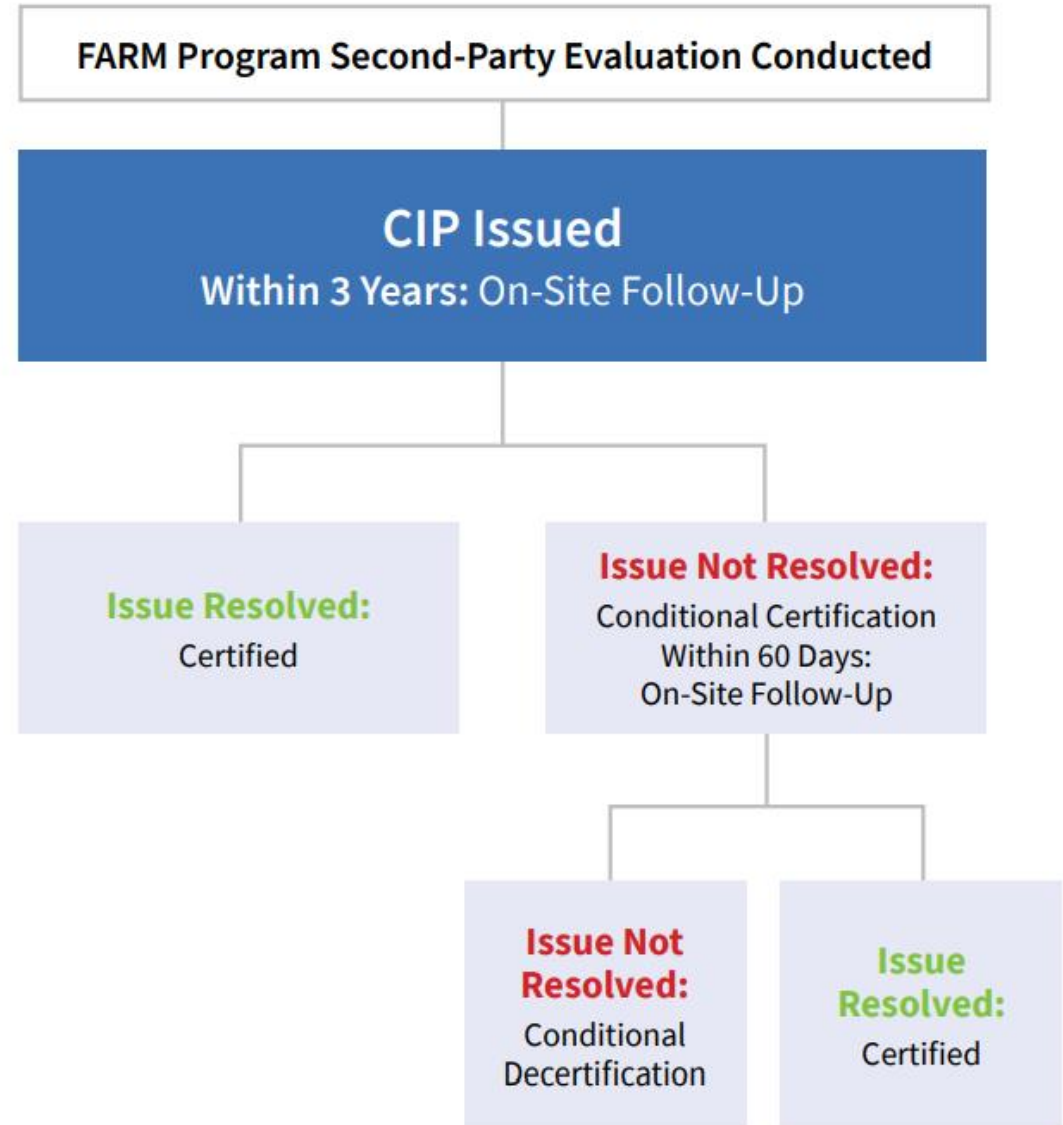 FARM Program Second-Party Evaluation Conducted
CIP Issued
Within 3 Years: On-Site Follow-Up
Issue Resolved:
Certified
Issue Not Resolved:
Conditional Certification
Within 60 Days:
On-Site Follow-Up
Issue Not
Resolved:
Conditional
Decertification
Issue
Resolved:
Certified